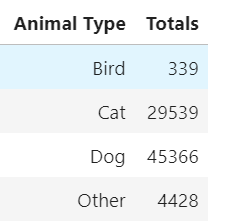 Animal Type Totals
Bird 339
Cat 29539
Dog 45366
Other 4428